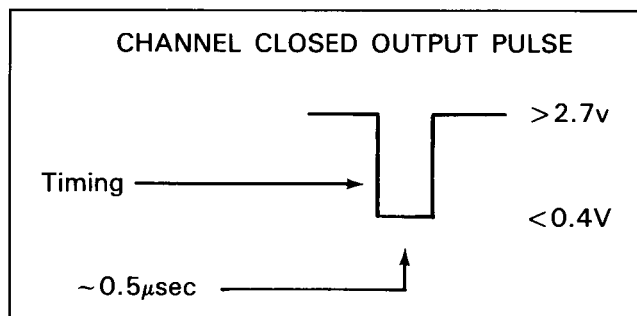 CHANNEL CLOSED OUTPUT PULSE
>2.7v
Timing
<0.4V
~0.5μsec